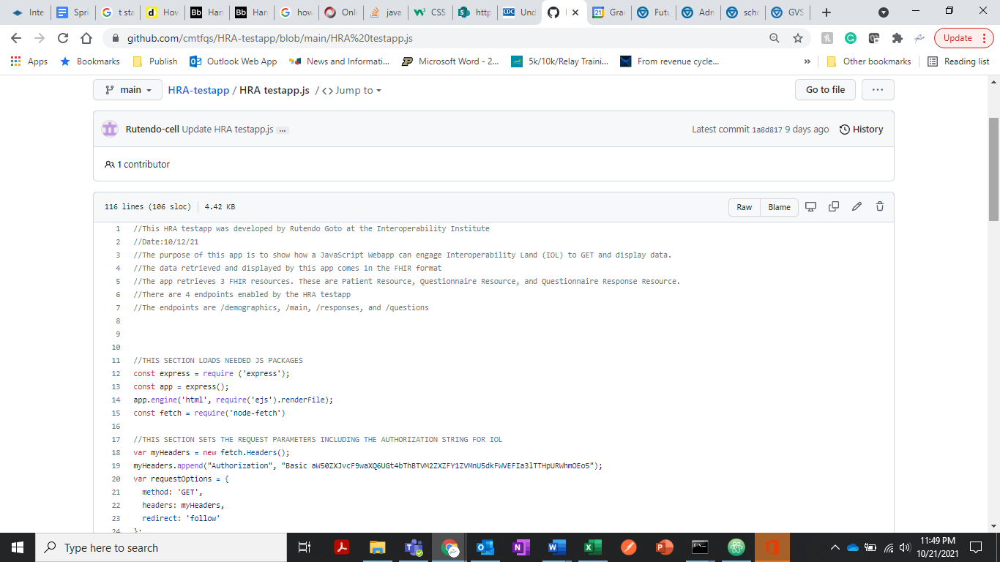 Inte
Spri
t sta
How
Han
Han
how
Onli
java
CSS
http
Und
Gra
Futu
Adn
scho
GVS
github.com/cmtfqs/HRA-testapp/blob/main/HRA%20testapp.js
Update
Apps
Bookmarks
Publish
Outlook Web App
News and Informati...
Microsoft Word - 2...
5k/10k/Relay Traini...
From revenue cycle...
»
Other bookmarks
Reading list
main
HRA-testapp / HRA testapp.js / <> Jump to
Go to file
...
Rutendo-cell Update HRA testapp.js ...
Latest commit 1a8d817 9 days ago
History
1 contributor
116 lines (106 sloc) 4.42 KB
Raw
Blame
1 //This HRA testapp was developed by Rutendo Goto at the Interoperability Institute
2 //Date:10/12/21
3 //The purpose of this app is to show how a JavaScript Webapp can engage Interoperability Land (IOL) to GET and display data.
4 //The data retrieved and displayed by this app comes in the FHIR format
5 //The app retrieves 3 FHIR resources. These are Patient Resource, Questionnaire Resource, and Questionnaire Response Resource.
6 //There are 4 endpoints enabled by the HRA testapp
7 //The endpoints are /demographics, /main, /responses, and /questions
8
9
10
11 //THIS SECTION LOADS NEEDED JS PACKAGES
12 const express = require ('express');
13 const app = express();
14 app.engine('html', require('ejs').renderFile);
15 const fetch = require('node-fetch')
16
17 //THIS SECTION SETS THE REQUEST PARAMETERS INCLUDING THE AUTHORIZATION STRING FOR IOL
18 var myHeaders = new fetch.Headers();
19 myHeaders.append("Authorization", "Basic
20 var requestOptions = {
21 method: 'GET',
22 headers: myHeaders,
23 redirect: 'follow'
24 };
Type here to search
11:49 PM
10/21/2021